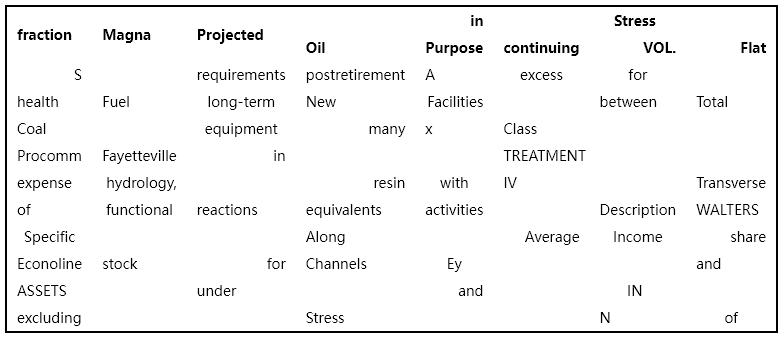 in Stress
fraction Magna Projected
Oil Purpose continuing VOL. Flat
S requirements postretirement A excess for
health Fuel long-term New Facilities between Total
Coal equipment many x Class
Procomm Fayetteville in TREATMENT
expense hydrology, resin with IV Transverse
of functional reactions equivalents activities Description WALTERS
Specific Along Average Income share
Econoline stock for Channels Ey and
ASSETS under and IN
excluding Stress N of